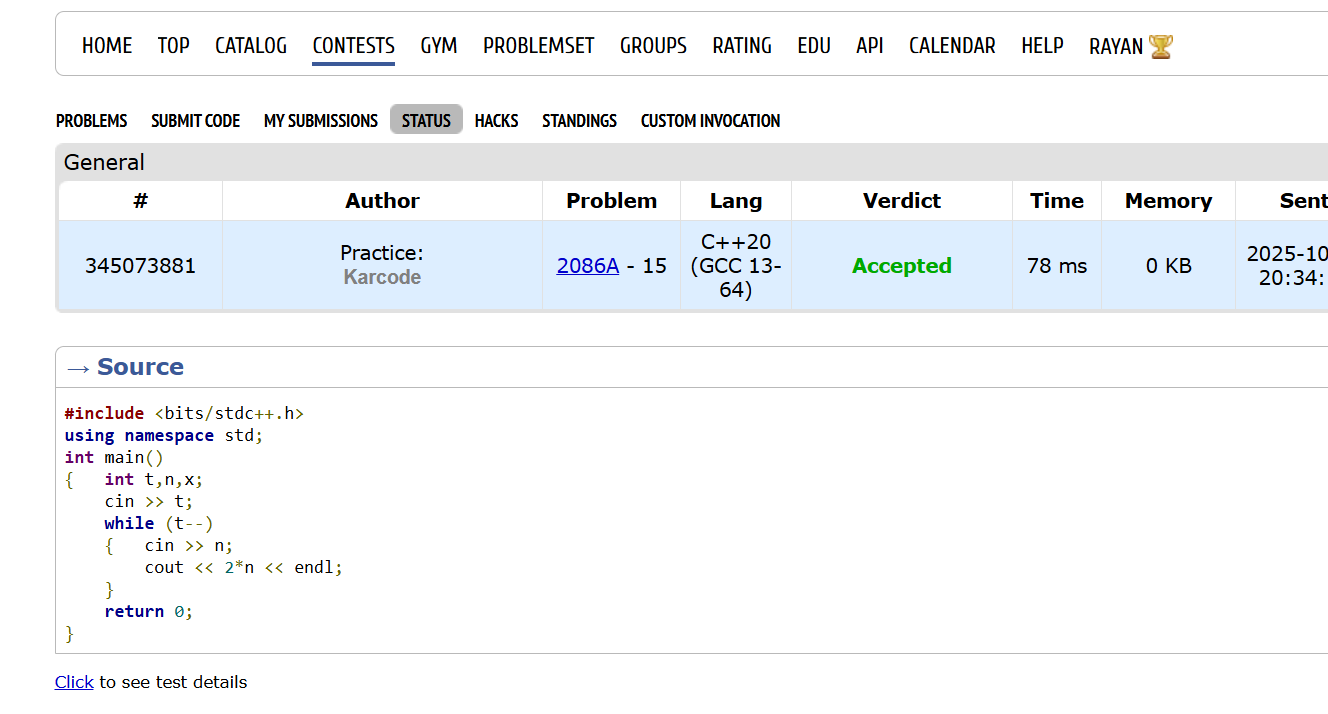 HOME TOP CATALOG CONTESTS GYM PROBLEMSET GROUPS RATING EDU API CALENDAR HELP RAYAN
PROBLEMS SUBMIT CODE MY SUBMISSIONS STATUS HACKS STANDINGS CUSTOM INVOCATION
General
# Author Problem Lang Verdict Time Memory Sent
345073881 Practice: Karcode 2086A - 15 C++20 (GCC 13-64) Accepted 78 ms 0 KB 2025-10 20:34:
→ Source
#include <bits/stdc++.h>
using namespace std;
int main()
{   int t,n,x;
    cin >> t;
    while (t--)
    {   cin >> n;
        cout << 2*n << endl;
    }
    return 0;
}
Click to see test details